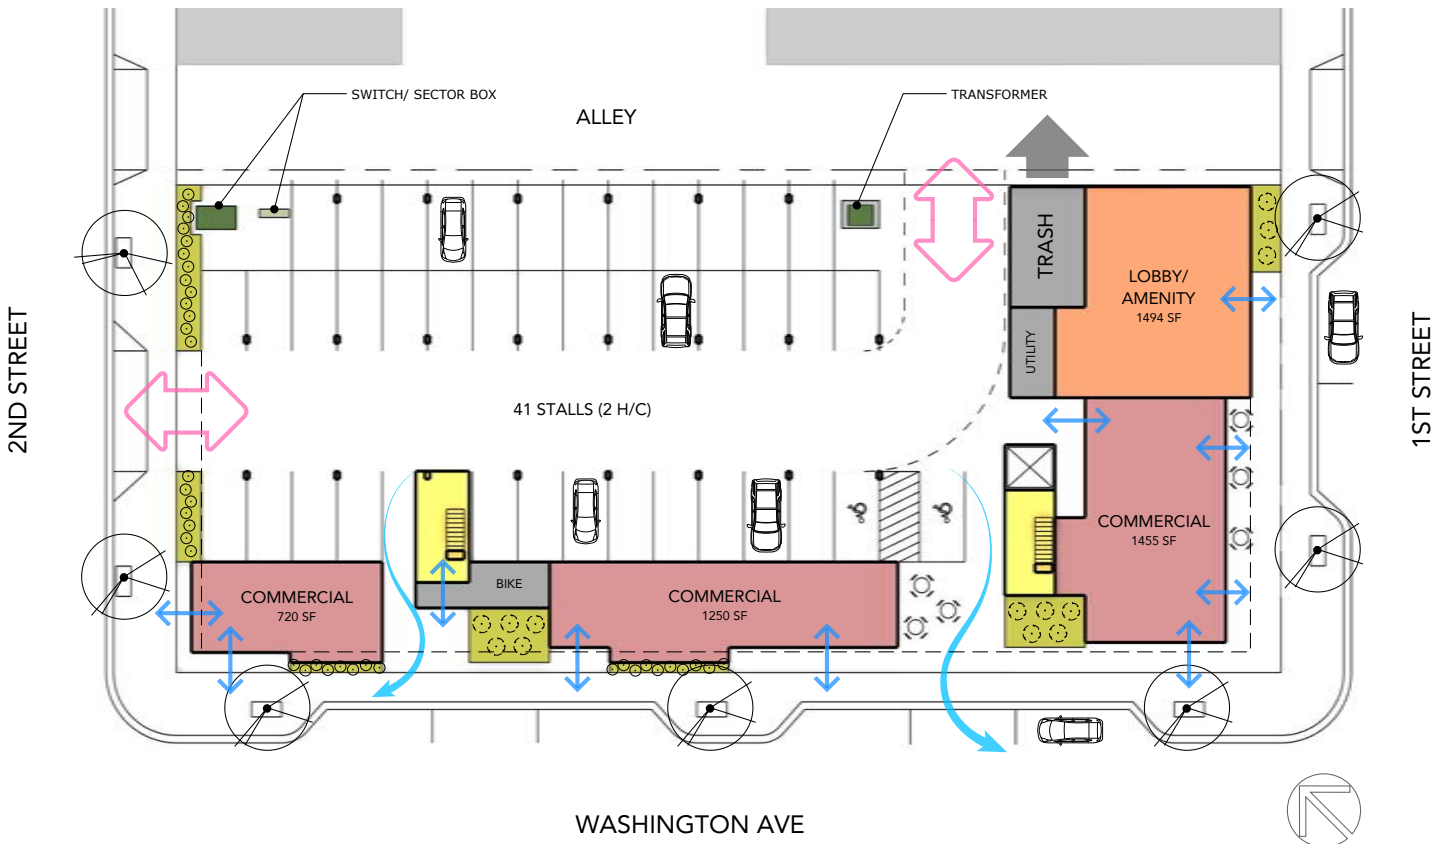 SWITCH/ SECTOR BOX
TRANSFORMER
ALLEY
TRASH
LOBBY/
AMENITY
1494 SF
UTILITY
2ND STREET
1ST STREET
41 STALLS (2 H/C)
COMMERCIAL
1455 SF
BIKE
COMMERCIAL
720 SF
COMMERCIAL
1250 SF
WASHINGTON AVE